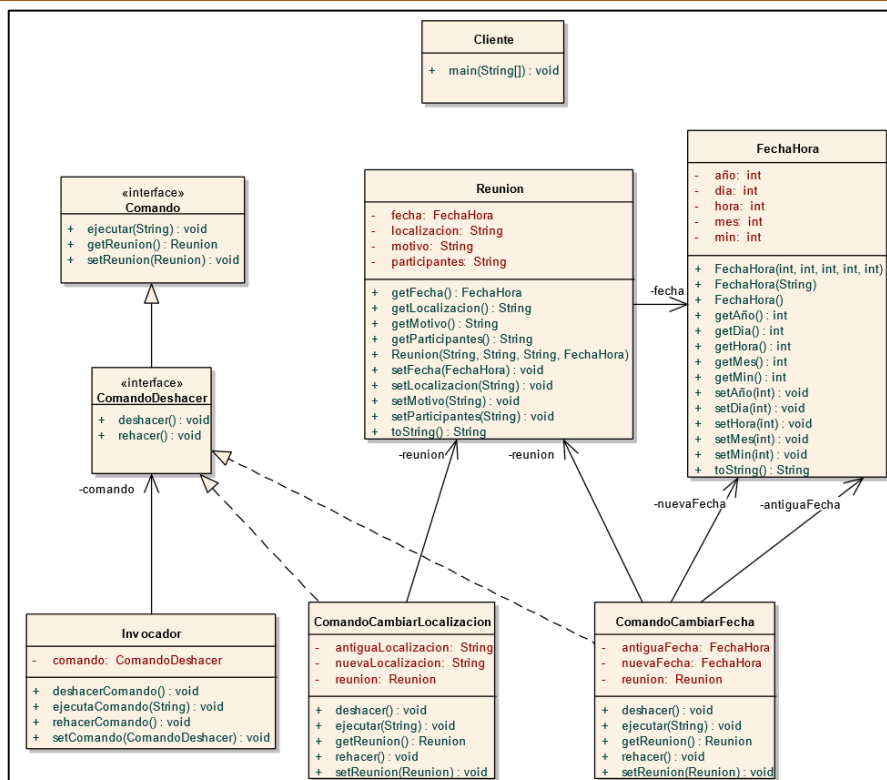 Cliente
+ main(String[]) : void
FechaHora
- año: int
- dia: int
- hora: int
- mes: int
- min: int
+ FechaHora(int, int, int, int, int)
+ FechaHora(String)
+ FechaHora()
+ getAño() : int
+ getDia() : int
+ getHora() : int
+ getMes() : int
+ getMin() : int
+ setAño(int) : void
+ setDia(int) : void
+ setHora(int) : void
+ setMes(int) : void
+ setMin(int) : void
+ toString() : String
Reunion
- fecha: FechaHora
- localizacion: String
- motivo: String
- participantes: String
+ getFecha() : FechaHora
+ getLocalizacion() : String
+ getMotivo() : String
+ getParticipantes() : String
+ Reunion(String, String, String, FechaHora)
+ setFecha(FechaHora) : void
+ setLocalizacion(String) : void
+ setMotivo(String) : void
+ setParticipantes(String) : void
+ toString() : String
-fecha
«interface»
Comando
+ ejecutar(String) : void
+ getReunion() : Reunion
+ setReunion(Reunion) : void
«interface»
ComandoDeshacer
+ deshacer() : void
+ rehacer() : void
-comando
-reunion
-reunion
-nuevaFecha
-antiguaFecha
Invocador
- comando: ComandoDeshacer
+ deshacerComando() : void
+ ejecutaComando(String) : void
+ rehacerComando() : void
+ setComando(ComandoDeshacer) : void
ComandoCambiarLocalizacion
- antiguaLocalizacion: String
- nuevaLocalizacion: String
- reunion: Reunion
+ deshacer() : void
+ ejecutar(String) : void
+ getReunion() : Reunion
+ rehacer() : void
+ setReunion(Reunion) : void
ComandoCambiarFecha
- antiguaFecha: FechaHora
- nuevaFecha: FechaHora
- reunion: Reunion
+ deshacer() : void
+ ejecutar(String) : void
+ getReunion() : Reunion
+ rehacer() : void
+ setReunion(Reunion) : void